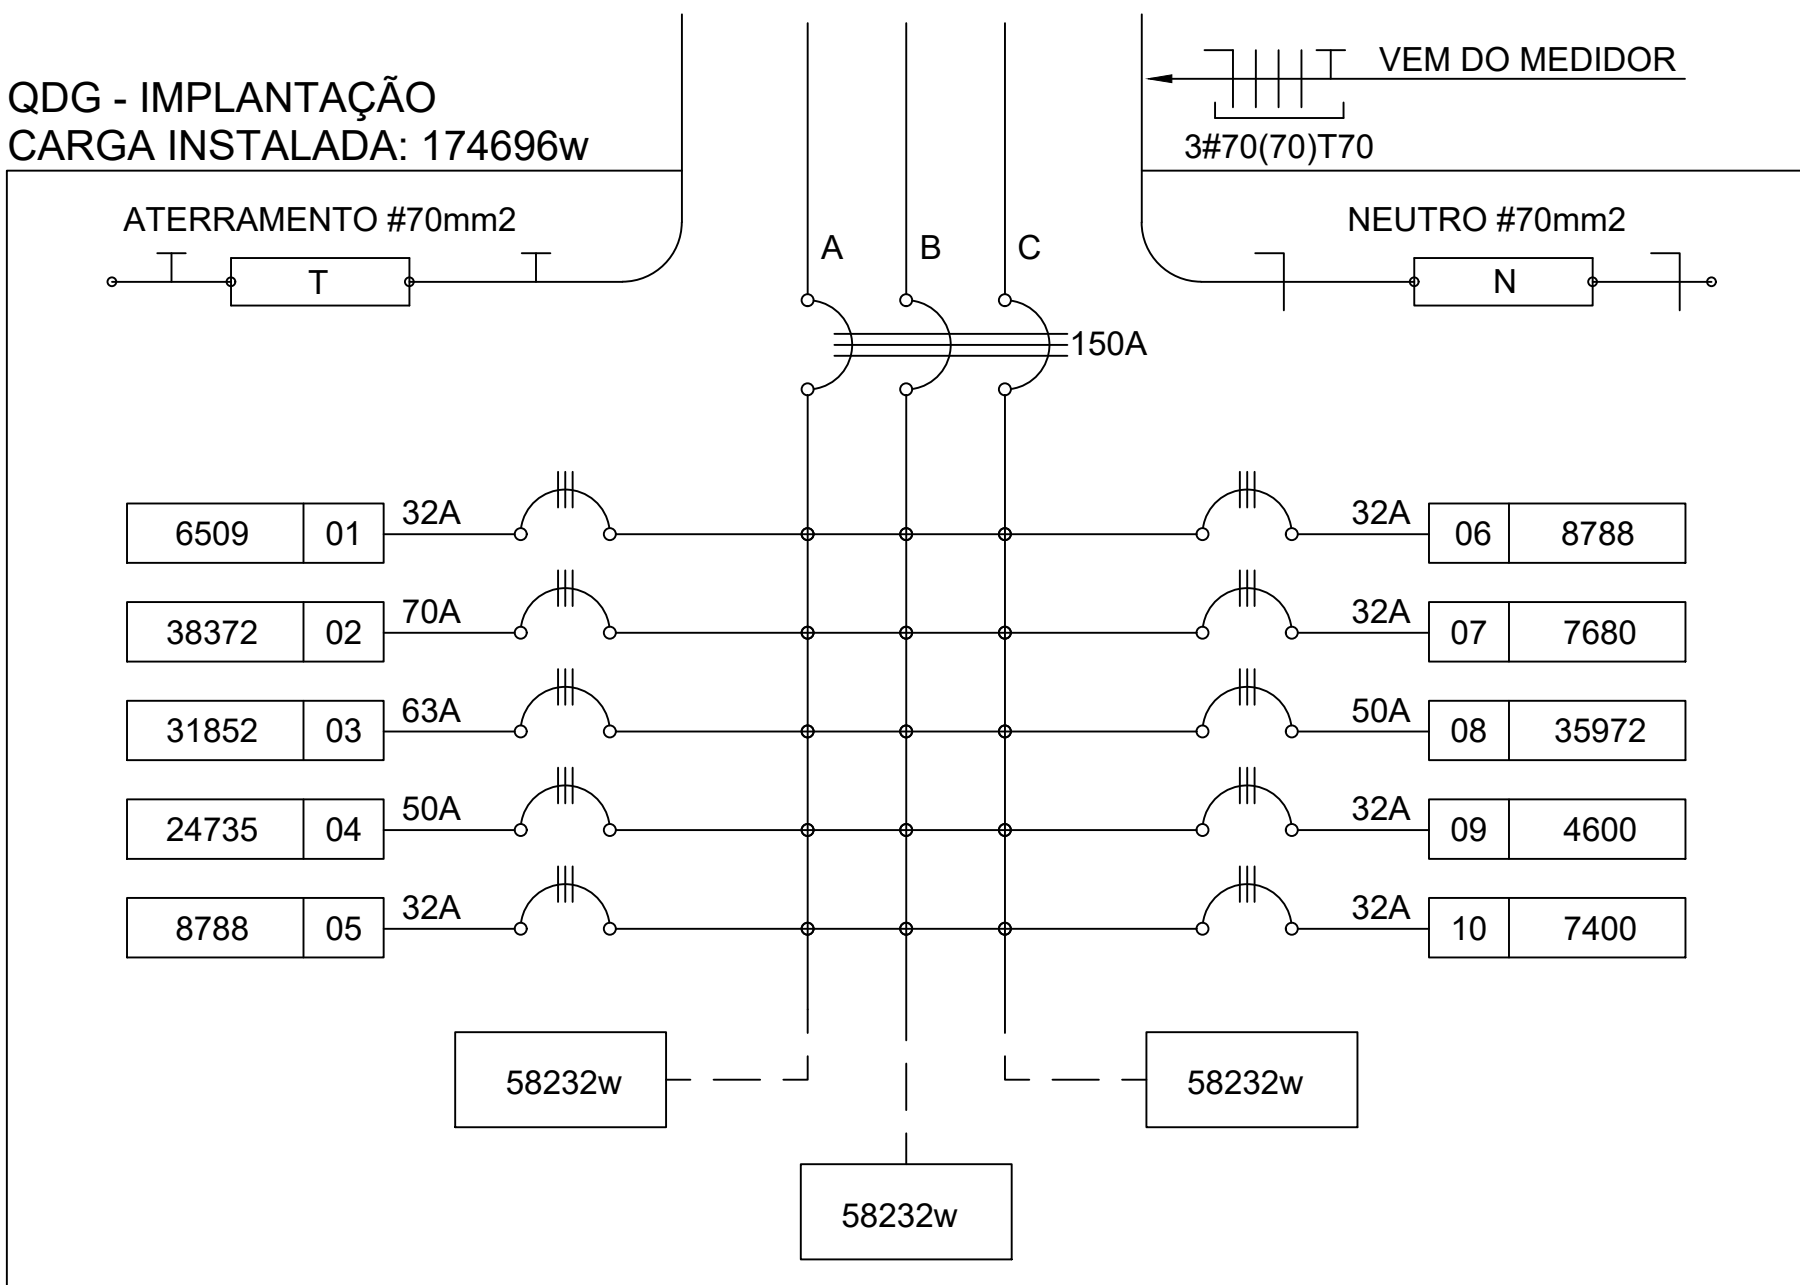 QDG - IMPLANTAÇÃO
CARGA INSTALADA: 174696w
VEM DO MEDIDOR
3#70(70)T70
ATERRAMENTO #70mm2
T
A
B
C
NEUTRO #70mm2
N
150A
6509 01 32A
32A 06 8788
38372 02 70A
32A 07 7680
31852 03 63A
50A 08 35972
24735 04 50A
32A 09 4600
8788 05 32A
32A 10 7400
58232w
58232w
58232w